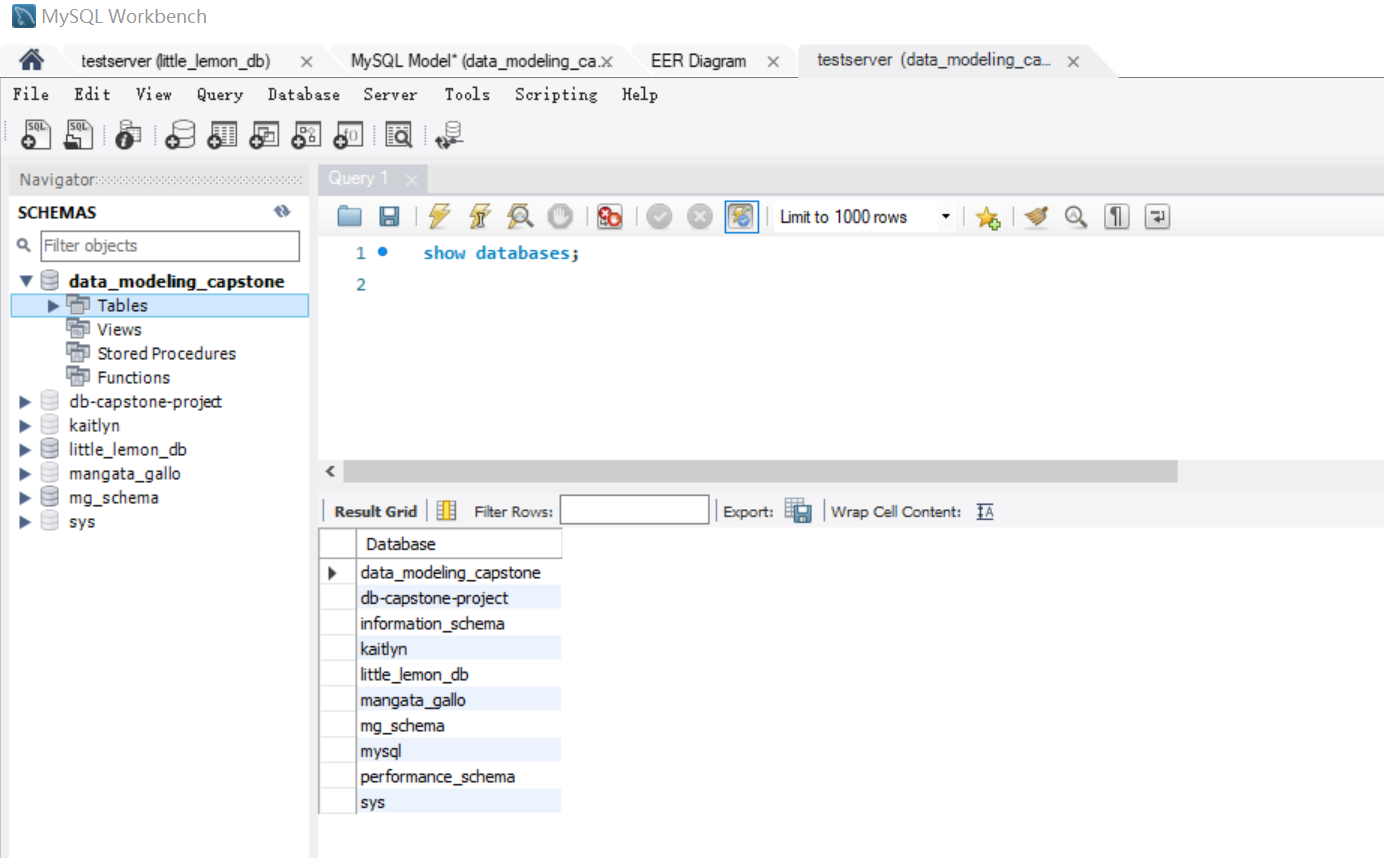 MySQL Workbench
testserver (little_lemon_db) MySQL Model* (data_modeling_ca... EER Diagram testserver (data_modeling_ca...
File Edit View Query Database Server Tools Scripting Help
SQL SQL
Navigator Query 1
SCHEMAS
Limit to 1000 rows
Filter objects
1 show databases;
2
data_modeling_capstone
Tables
Views
Stored Procedures
Functions
db-capstone-project
kaitlyn
little_lemon_db
mangata_gallo
mg_schema
sys
Result Grid Filter Rows: Export: Wrap Cell Content:
Database
data_modeling_capstone
db-capstone-project
information_schema
kaitlyn
little_lemon_db
mangata_gallo
mg_schema
mysql
performance_schema
sys